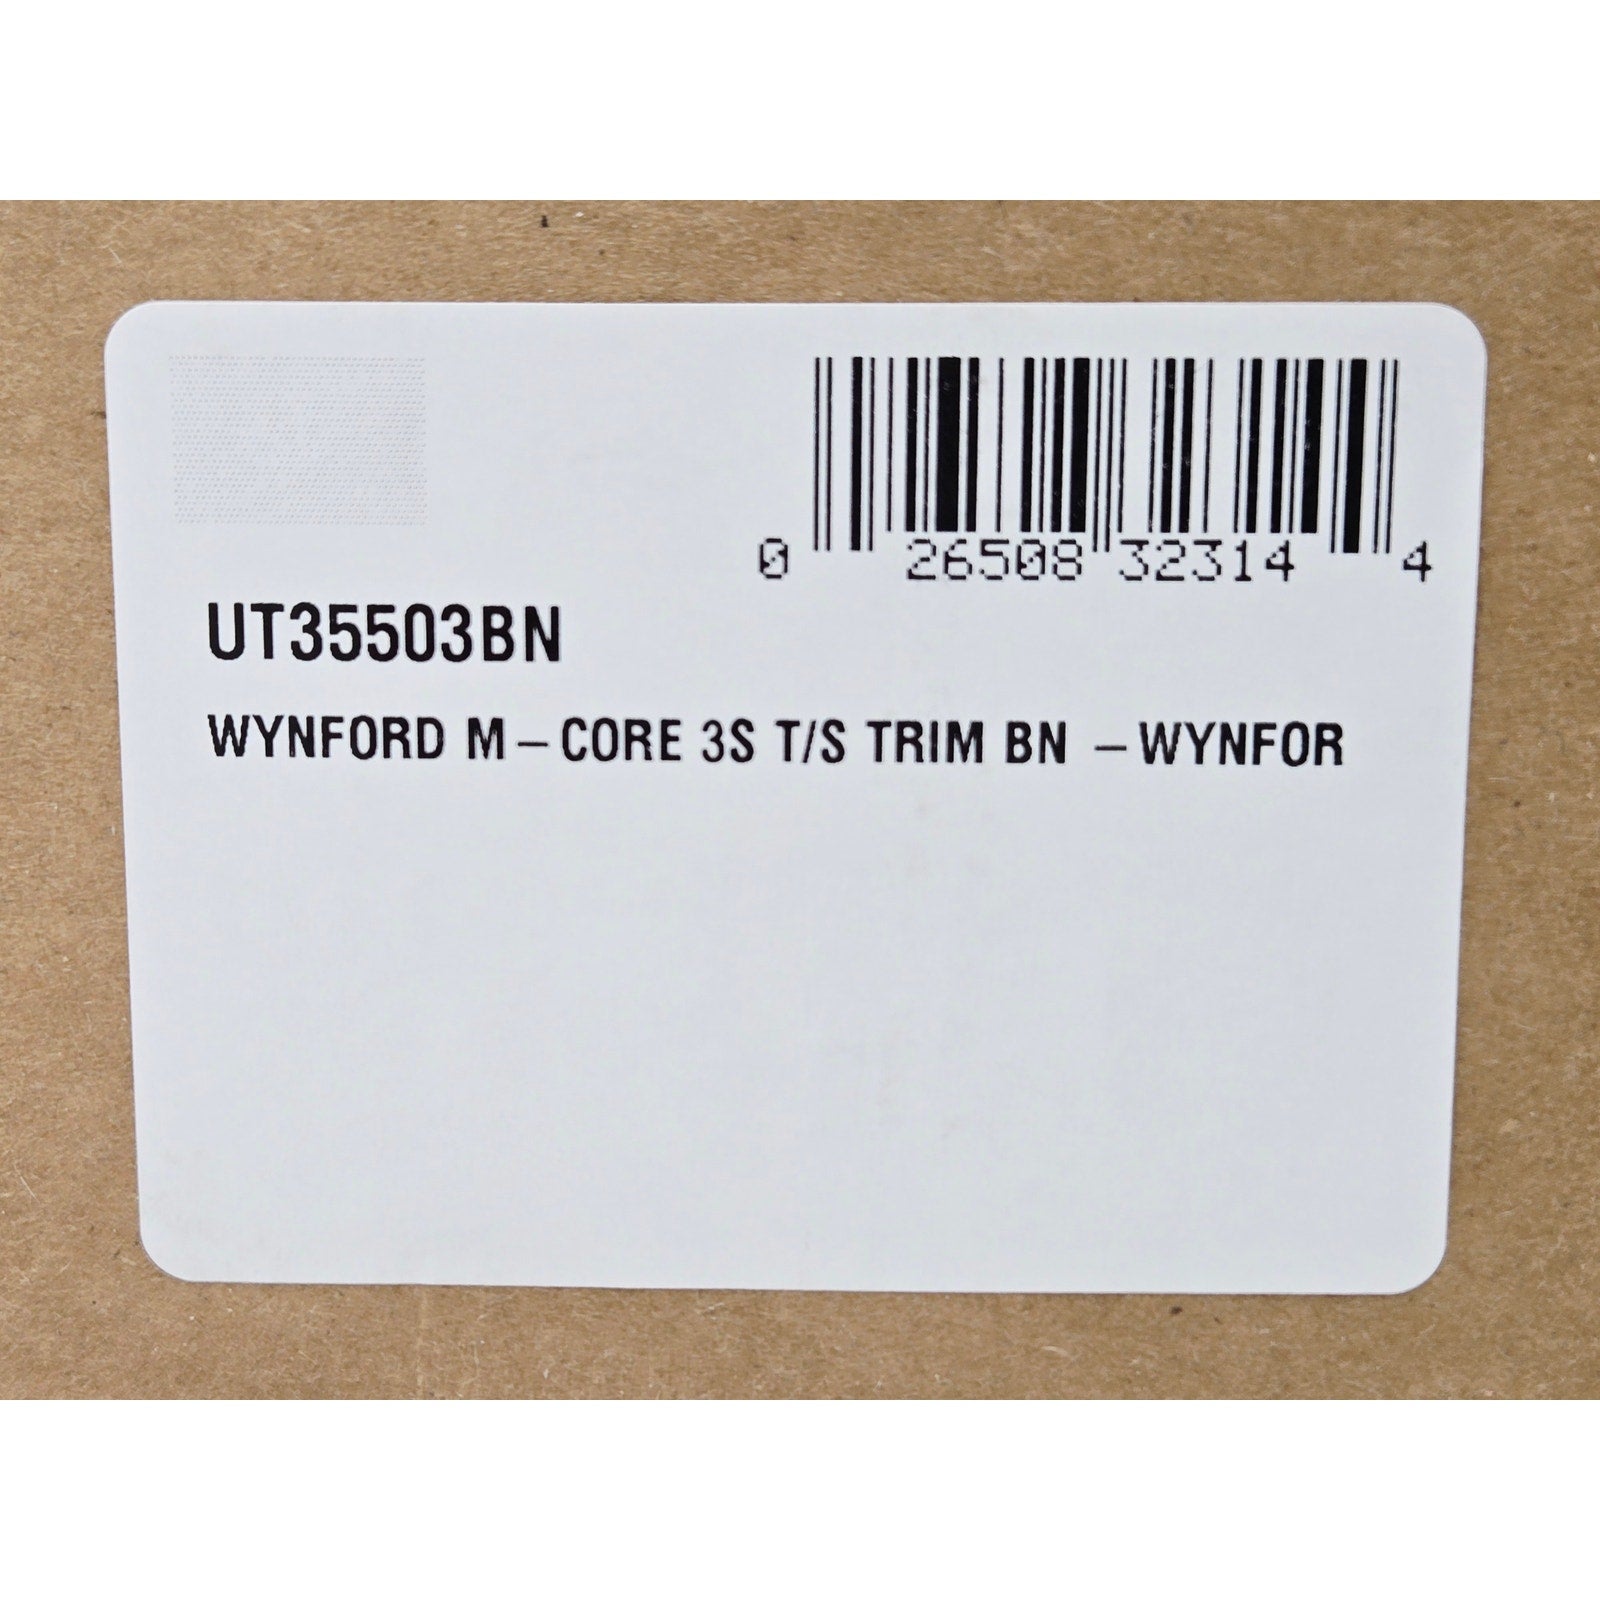 0 26508 32314 4
UT35503BN
WYNFORD M-CORE 3S T/S TRIM BN -WYNFOR